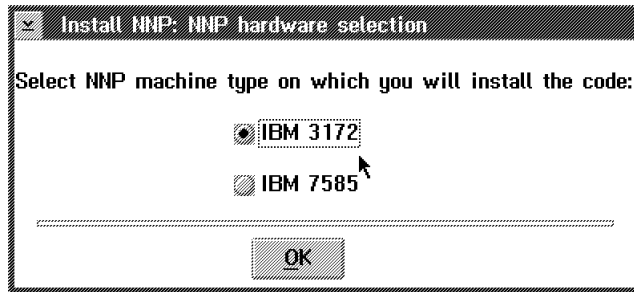 Install NNP: NNP hardware selection
Select NNP machine type on which you will install the code:
IBM 3172
IBM 7585
OK